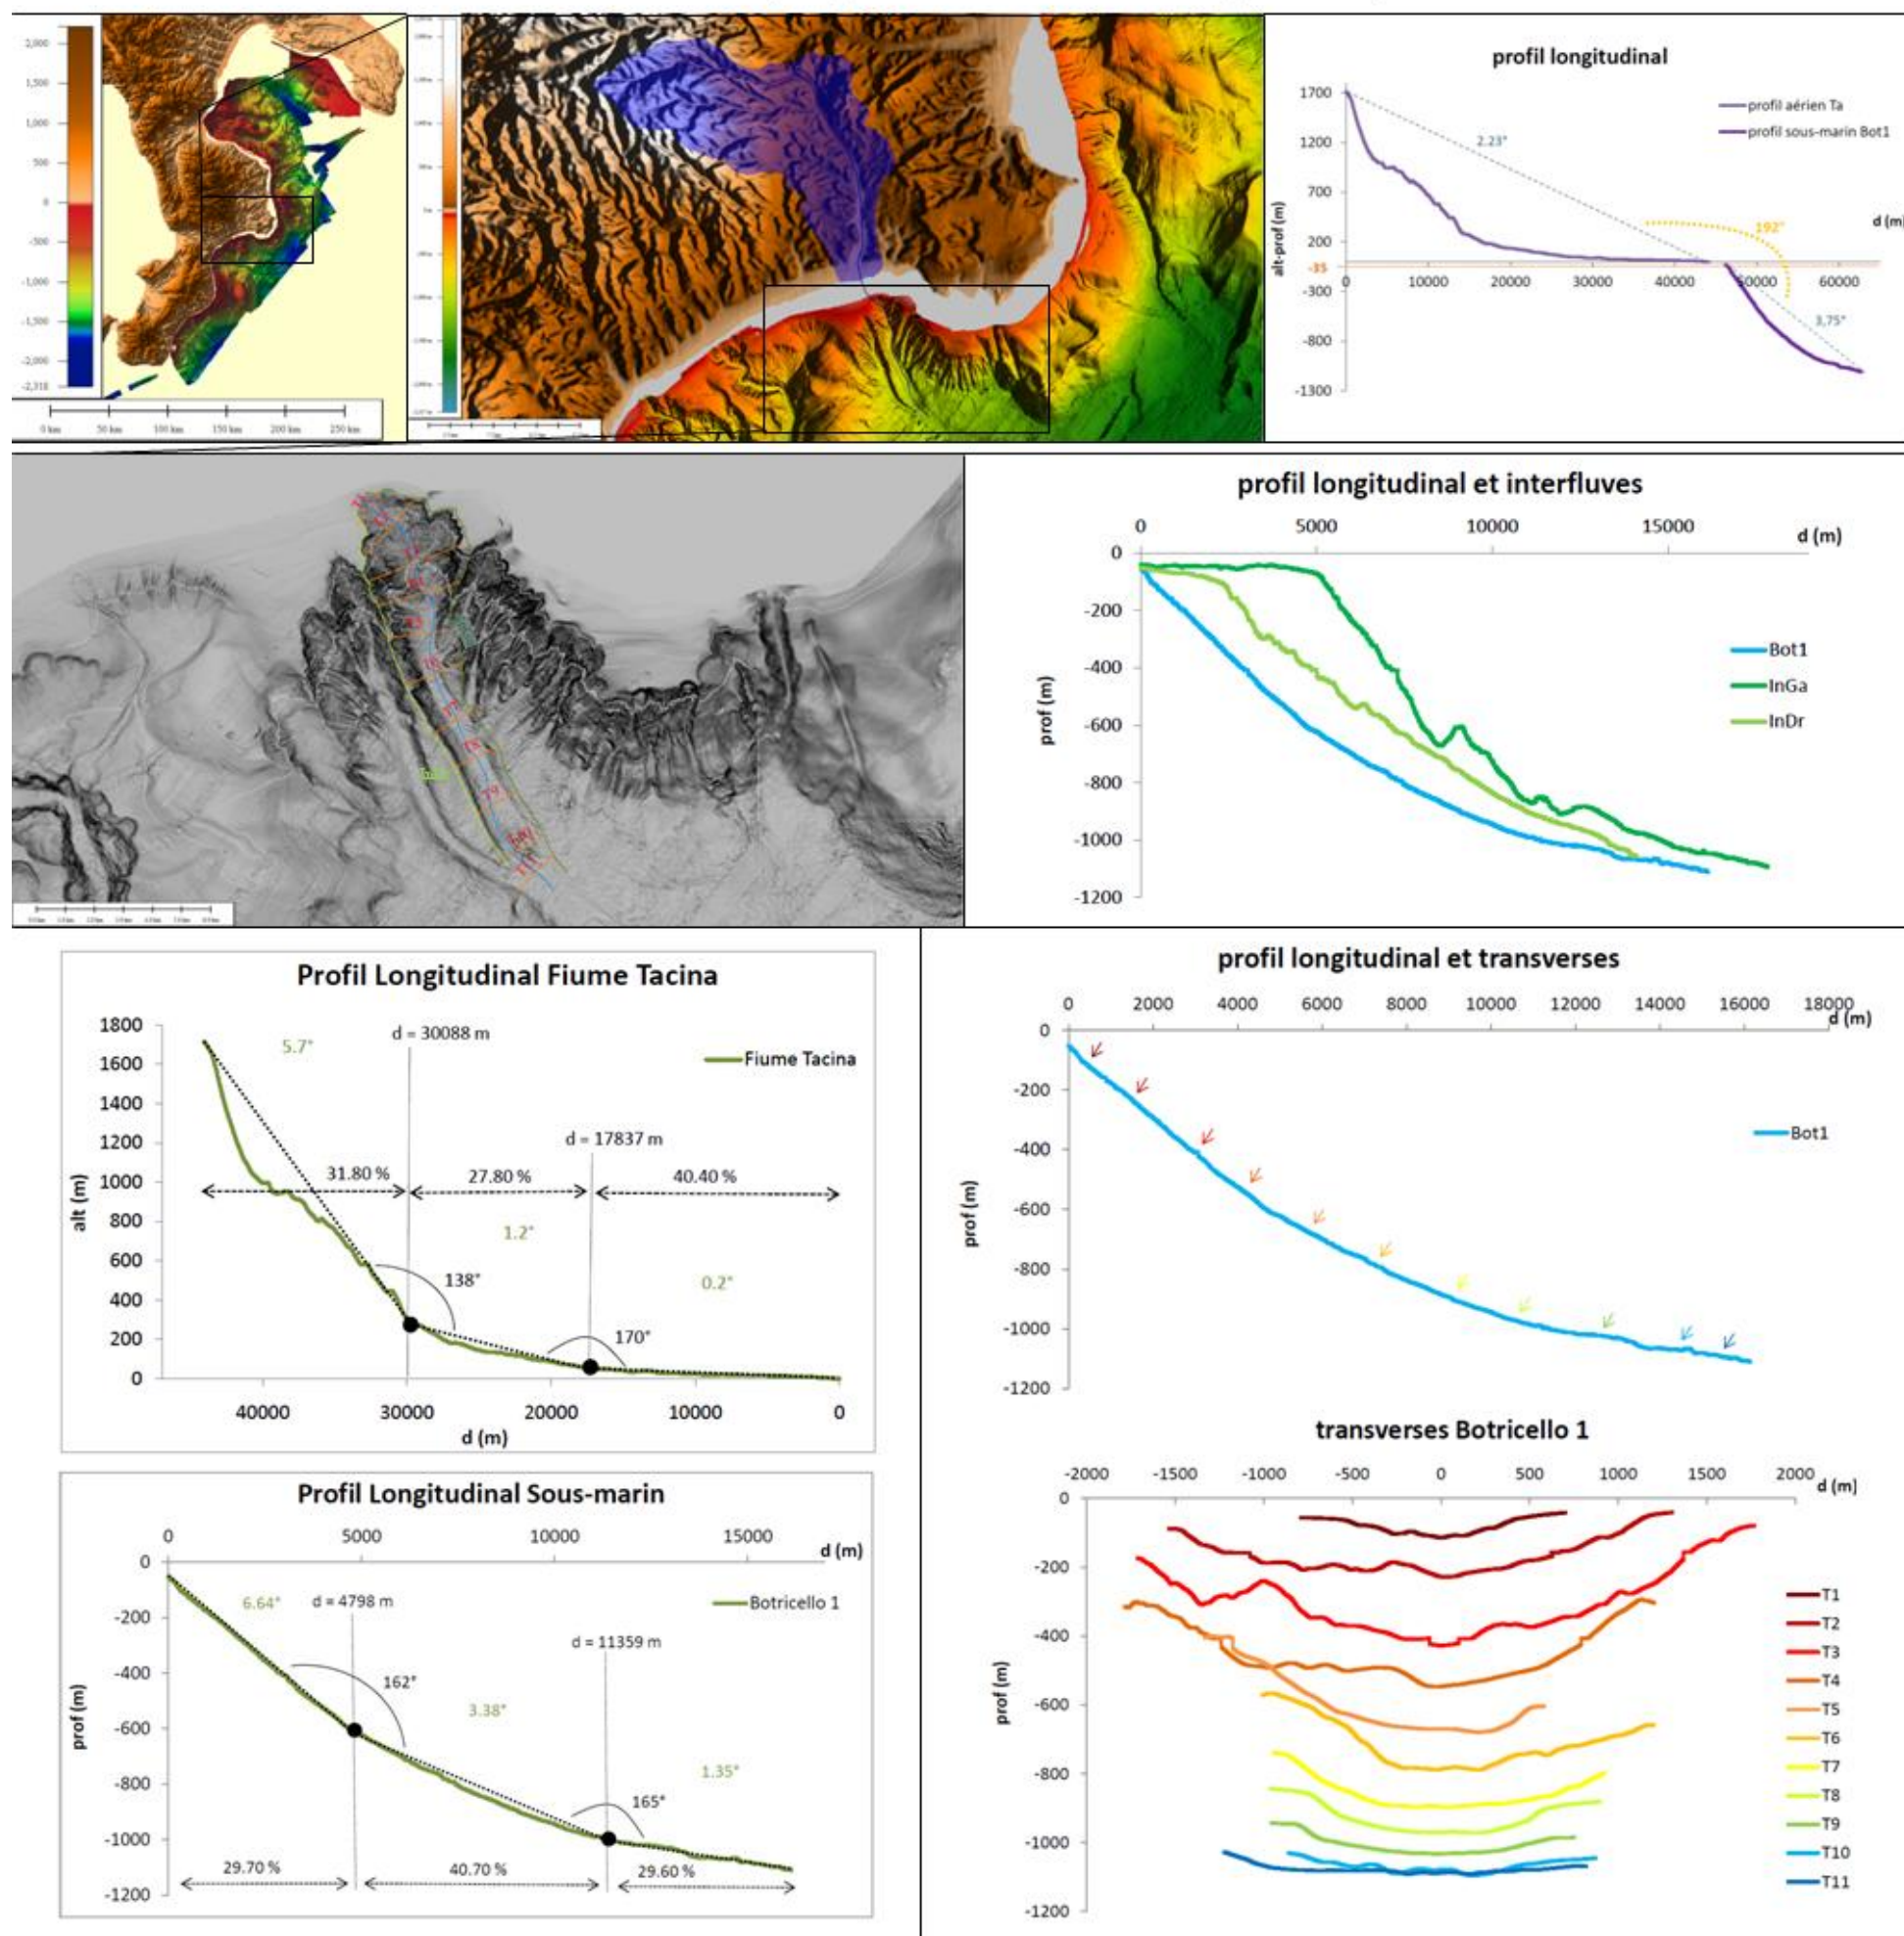 2,000
1,500
1,000
500
0
-500
-1,000
-1,500
-2,000
-2,318
0 km 50 km 100 km 150 km 200 km 250 km
profil longitudinal
1700
1200
700
200
-35
-300
-800
-1300
alt-prof (m)
0 10000 20000 30000 40000 50000 60000
d (m)
profil aérien Ta
profil sous-marin Bot1
2.23°
192°
3,75°
T3
T5
T6
T7
T8
T9
T11
profil longitudinal et interfluves
0 5000 10000 15000
d (m)
0
-200
-400
-600
-800
-1000
-1200
prof (m)
Bot1
InGa
InDr
Profil Longitudinal Fiume Tacina
1800
1600
1400
1200
1000
800
600
400
200
0
alt (m)
5.7°
d = 30088 m
Fiume Tacina
d = 17837 m
31.80 %
27.80 %
40.40 %
1.2°
138°
0.2°
170°
40000 30000 20000 10000 0
d (m)
profil longitudinal et transverses
0 2000 4000 6000 8000 10000 12000 14000 16000 18000
d (m)
0
-200
-400
-600
-800
-1000
-1200
prof (m)
Bot1
Profil Longitudinal Sous-marin
0 5000 10000 15000
d (m)
0
-200
-400
-600
-800
-1000
-1200
prof (m)
6.64°
d = 4798 m
Botricello 1
d = 11359 m
162°
3.38°
1.35°
165°
29.70 %
40.70 %
29.60 %
transverses Botricello 1
-2000 -1500 -1000 -500 0 500 1000 1500 2000
d (m)
0
-200
-400
-600
-800
-1000
-1200
prof (m)
T1
T2
T3
T4
T5
T6
T7
T8
T9
T10
T11